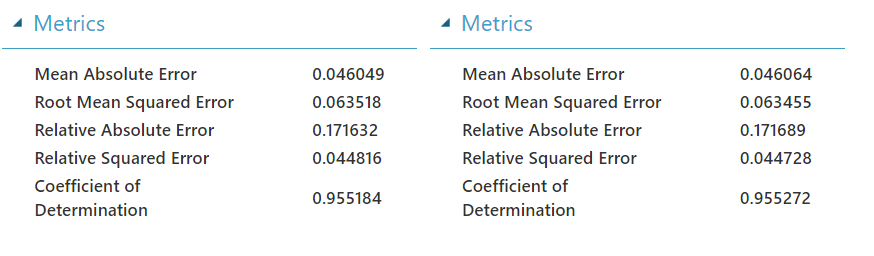 Metrics
Mean Absolute Error 0.046049
Root Mean Squared Error 0.063518
Relative Absolute Error 0.171632
Relative Squared Error 0.044816
Coefficient of
Determination 0.955184
Metrics
Mean Absolute Error 0.046064
Root Mean Squared Error 0.063455
Relative Absolute Error 0.171689
Relative Squared Error 0.044728
Coefficient of
Determination 0.955272